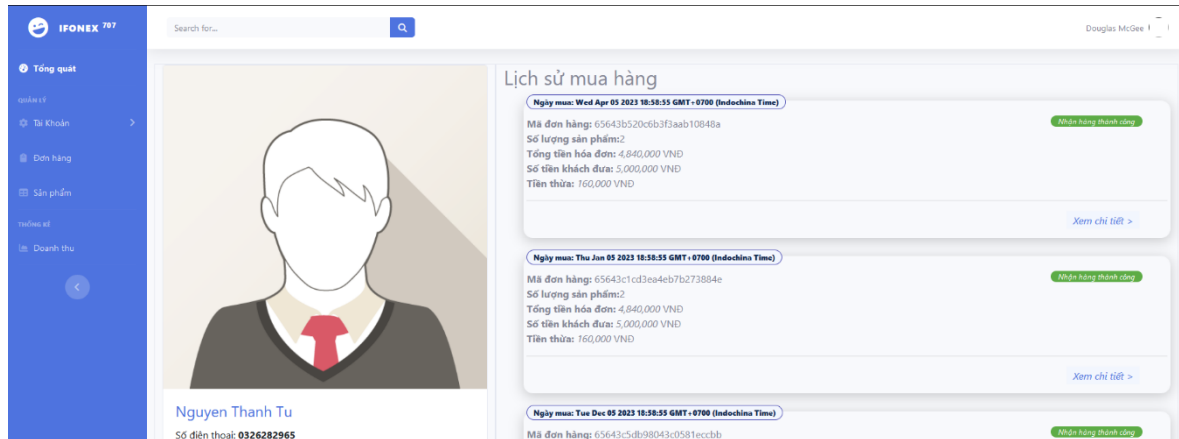 IFONEX 707
Search for...
Douglas McGee
Tổng quát
QUẢN LÝ
Tài Khoản
Đơn hàng
Sản phẩm
THỐNG KÊ
Doanh thu
Lịch sử mua hàng
Ngày mua: Wed Apr 05 2023 18:58:55 GMT+0700 (Indochina Time)
Nhận hàng thành công
Mã đơn hàng: 65643b520c6b3f3aab10848a
Số lượng sản phẩm:2
Tổng tiền hóa đơn: 4,840,000 VNĐ
Số tiền khách đưa: 5,000,000 VNĐ
Tiền thừa: 160,000 VNĐ
Xem chi tiết >
Ngày mua: Thu Jan 05 2023 18:58:55 GMT+0700 (Indochina Time)
Nhận hàng thành công
Mã đơn hàng: 65643c1cd3ea4eb7b273884e
Số lượng sản phẩm:2
Tổng tiền hóa đơn: 4,840,000 VNĐ
Số tiền khách đưa: 5,000,000 VNĐ
Tiền thừa: 160,000 VNĐ
Xem chi tiết >
Ngày mua: Tue Dec 05 2023 18:58:55 GMT+0700 (Indochina Time)
Nhận hàng thành công
Mã đơn hàng: 65643c5db98043c0581eccbb
Nguyen Thanh Tu
Số điện thoại: 0326282965